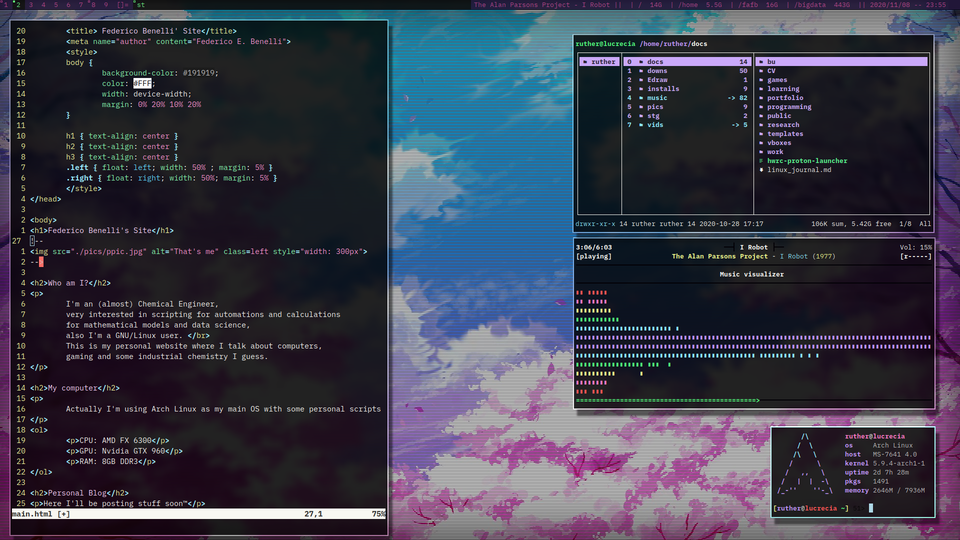 1 2 3 4 5 6 7 8 9 []= st
The Alan Parsons Project - I Robot || | / 14G |/home 5.5G |/fafb 16G |/bigdata 443G || 2020/11/08 -- 23:55
20 <title> Federico Benelli' Site</title>
19 <meta name="author" content="Federico E. Benelli">
18 <style>
17 body {
16 background-color: #191919;
15 color: #FFF;
14 width: device-width;
13 margin: 0% 20% 10% 20%
12 }
11
10 h1 { text-align: center }
9 h2 { text-align: center }
8 h3 { text-align: center }
7 .left { float: left; width: 50% ; margin: 5% }
6 .right { float: right; width: 50%; margin: 5% }
5 </style>
4 </head>
3
2 <body>
1 <h1>Federico Benelli's Site</h1>
27 !--
1 <img src="./pics/ppic.jpg" alt="That's me" class=left style="width: 300px">
2 --
3
4 <h2>Who am I?</h2>
5 <p>
6 I'm an (almost) Chemical Engineer,
7 very interested in scripting for automations and calculations
8 for mathematical models and data science,
9 also I'm a GNU/Linux user. </br>
10 This is my personal website where I talk about computers,
11 gaming and some industrial chemistry I guess.
12 </p>
13
14 <h2>My computer</h2>
15 <p>
16 Actually I'm using Arch Linux as my main OS with some personal scripts
17 </p>
18 <ol>
19 <p>CPU: AMD FX 6300</p>
20 <p>GPU: Nvidia GTX 960</p>
21 <p>RAM: 8GB DDR3</p>
22 </ol>
23
24 <h2>Personal Blog</h2>
25 <p>Here I'll be posting stuff soon™</p>
main.html [+] 27,1 75%
ruther@lucrecia /home/ruther/docs
ruther 0 docs 14 bu
1 downs 50 CV
2 Edraw 1 games
3 installs 9 learning
4 music -> 82 portfolio
5 pics 9 programming
6 stg 2 public
7 vids -> 5 research
templates
vboxes
work
hwrc-proton-launcher
linux_journal.md
drwxr-xr-x 14 ruther ruther 14 2020-10-28 17:17 106K sum, 5.42G free 1/8 All
3:06/6:03 I Robot Vol: 15%
[playing] The Alan Parsons Project - I Robot (1977) [r-----]
Music visualizer
ruther@lucrecia
os Arch Linux
host MS-7641 4.0
kernel 5.9.4-arch1-1
uptime 2d 7h 28m
pkgs 1491
memory 2646M / 7936M
[ruther@lucrecia ~]